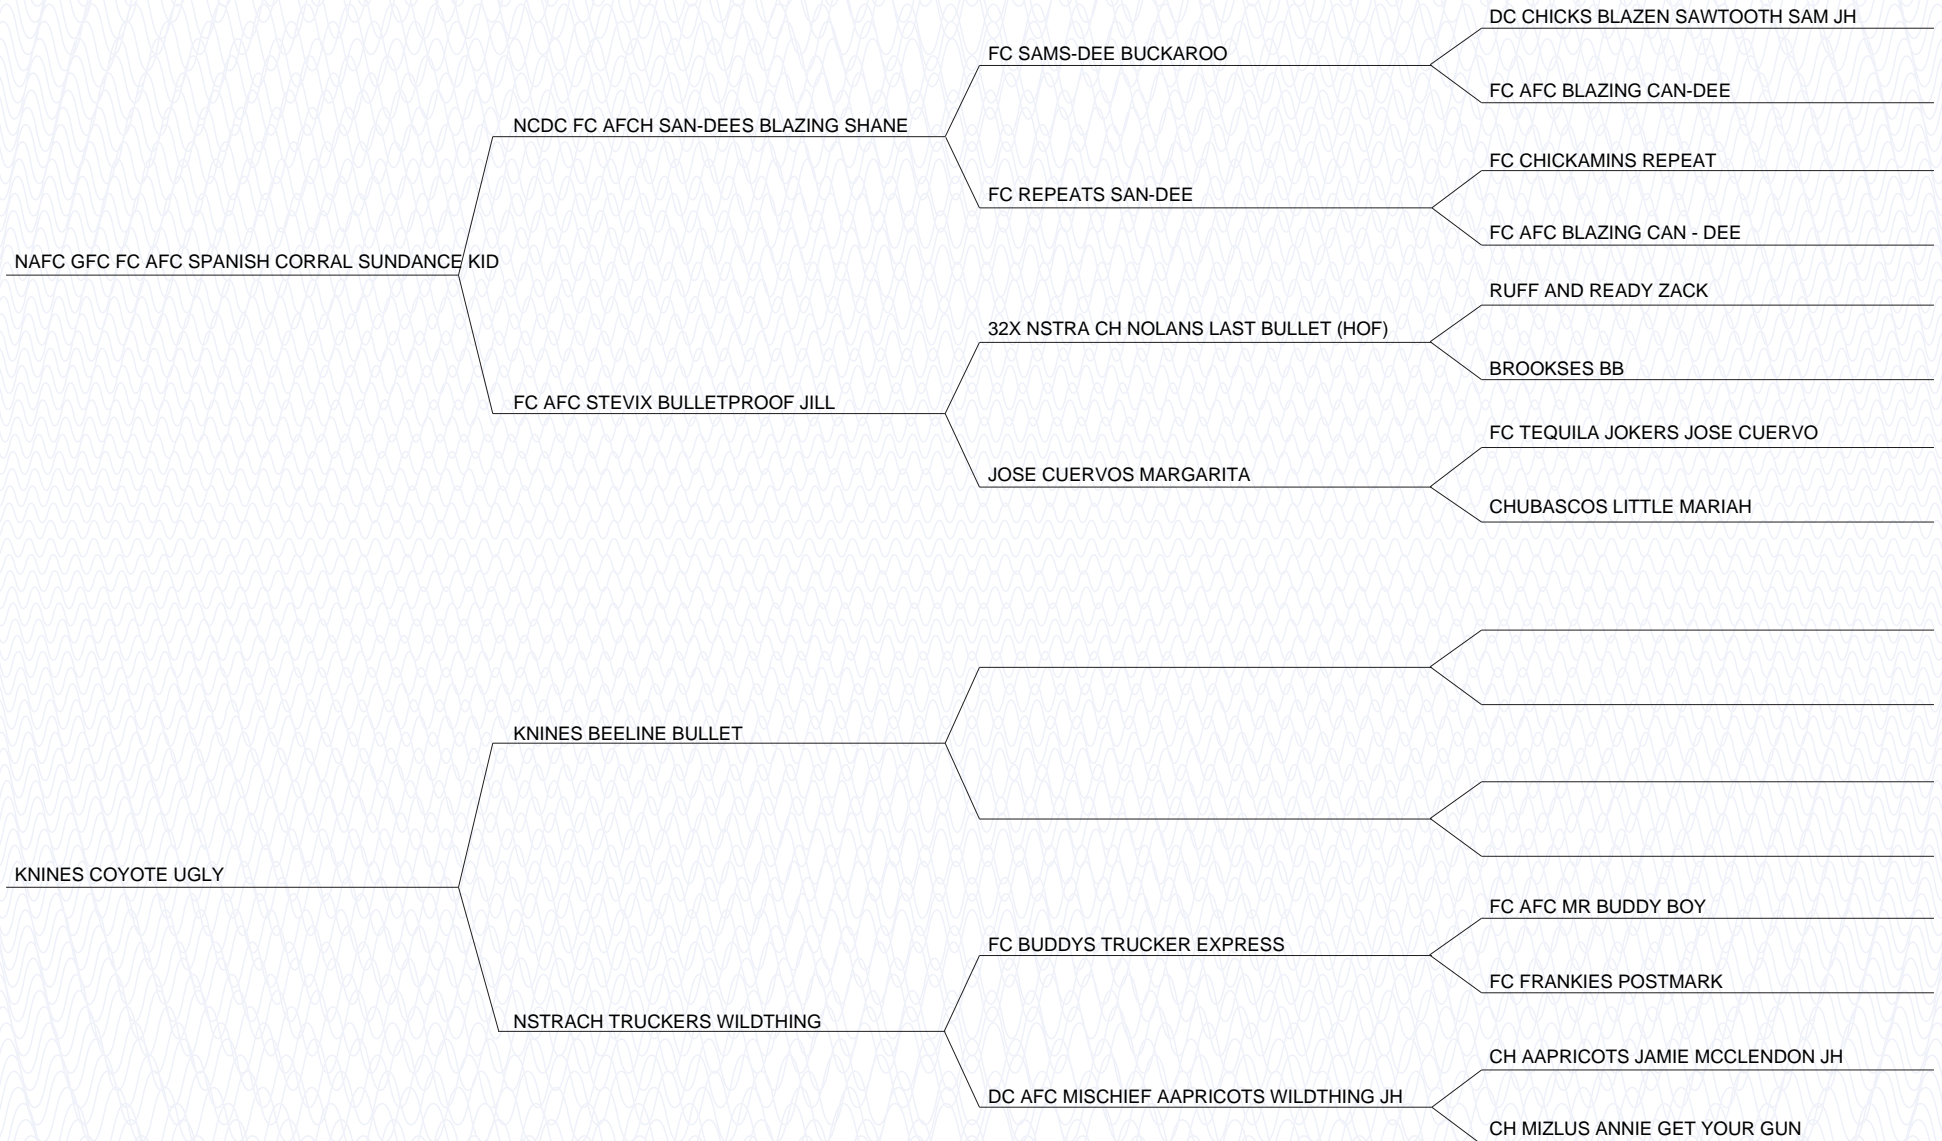 DC CHICKS BLAZEN SAWTOOTH SAM JH
FC SAMS-DEE BUCKAROO
FC AFC BLAZING CAN-DEE
NCDC FC AFCH SAN-DEES BLAZING SHANE
FC CHICKAMINS REPEAT
FC REPEATS SAN-DEE
FC AFC BLAZING CAN - DEE
NAFC GFC FC AFC SPANISH CORRAL SUNDANCE KID
RUFF AND READY ZACK
32X NSTRA CH NOLANS LAST BULLET (HOF)
BROOKSES BB
FC AFC STEVIX BULLETPROOF JILL
FC TEQUILA JOKERS JOSE CUERVO
JOSE CUERVOS MARGARITA
CHUBASCOS LITTLE MARIAH
KNINES BEELINE BULLET
KNINES COYOTE UGLY
FC AFC MR BUDDY BOY
FC BUDDYS TRUCKER EXPRESS
FC FRANKIES POSTMARK
NSTRACH TRUCKERS WILDTHING
CH AAPRICOTS JAMIE MCCLENDON JH
DC AFC MISCHIEF AAPRICOTS WILDTHING JH
CH MIZLUS ANNIE GET YOUR GUN